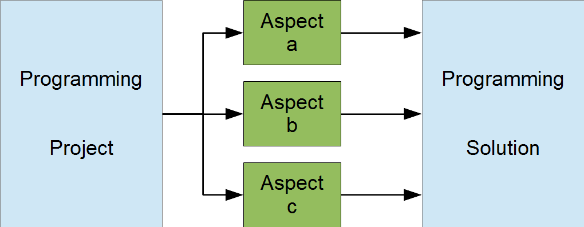 Programming
Project
Aspect
a
Aspect
b
Aspect
c
Programming
Solution